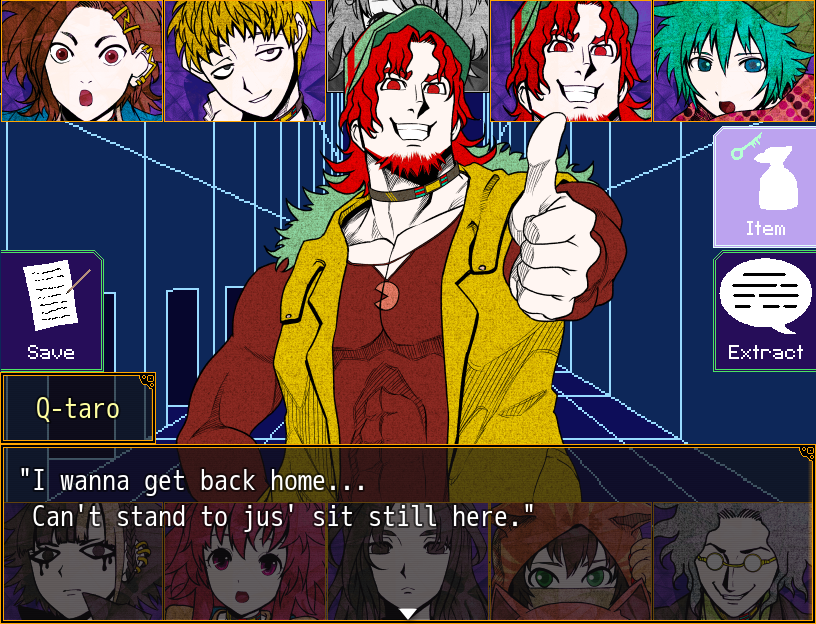 Item
Save
Extract
Q-taro
"I wanna get back home...
Can't stand to jus' sit still here."